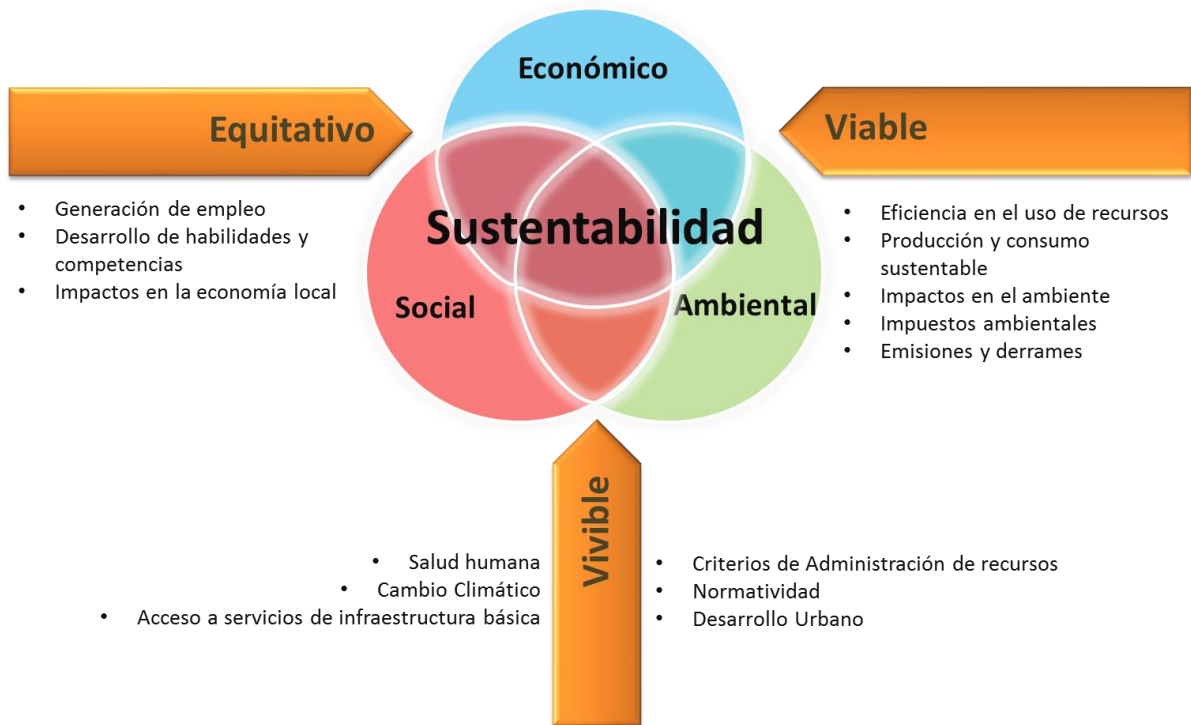 Económico
Equitativo
Viable
• Generación de empleo
• Desarrollo de habilidades y
competencias
• Impactos en la economía local
Sustentabilidad
Social
Ambiental
• Eficiencia en el uso de recursos
• Producción y consumo
sustentable
• Impactos en el ambiente
• Impuestos ambientales
• Emisiones y derrames
Vivible
• Salud humana
• Cambio Climático
• Acceso a servicios de infraestructura básica
• Criterios de Administración de recursos
• Normatividad
• Desarrollo Urbano